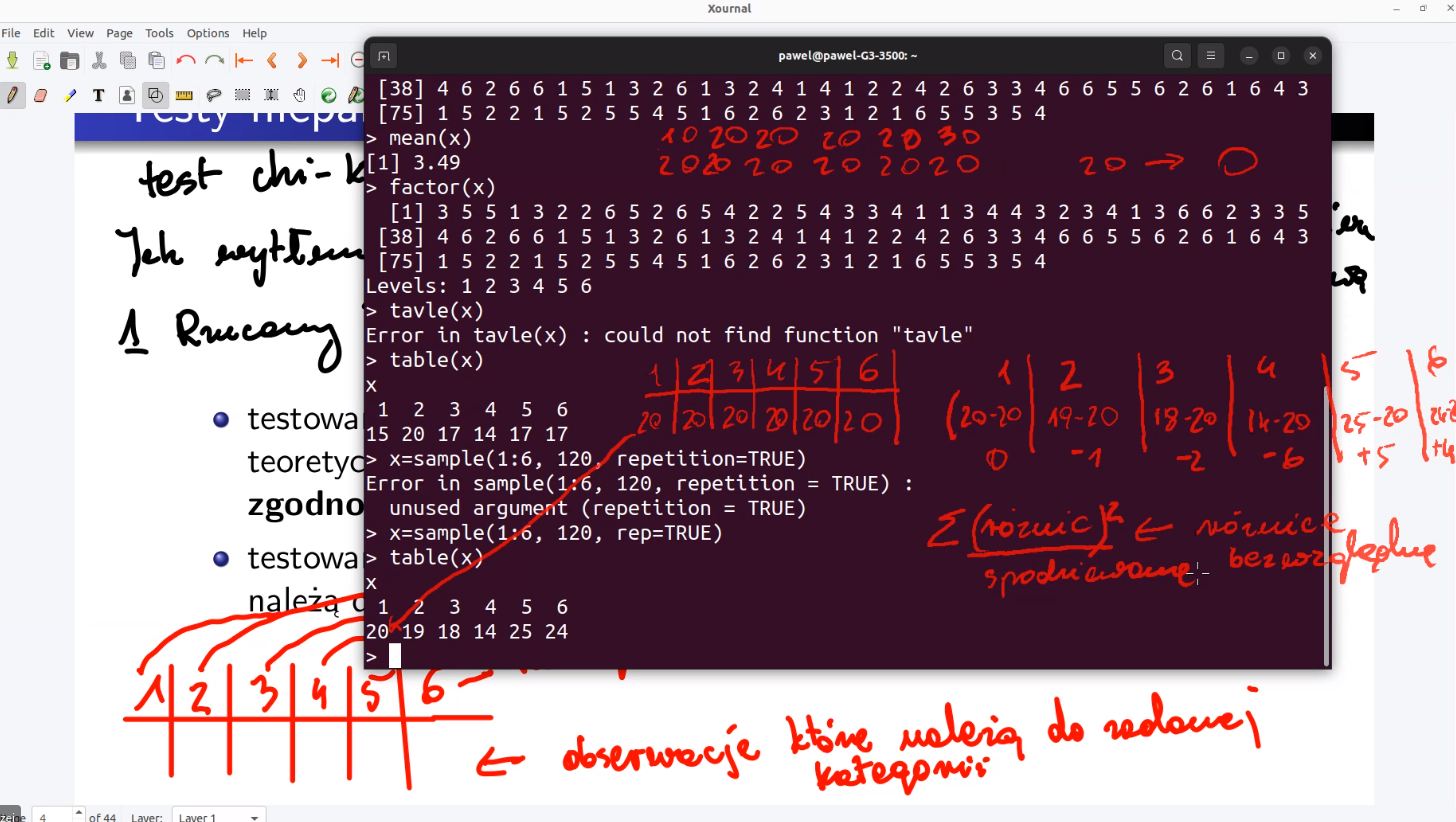 Xournal
File Edit View Page Tools Options Help
pawel@pawel-G3-3500: ~
Testy niepa
test chi-k
Jak wytłum
1 Rzucamy
testowa
teoretyc
zgodno
testowa
należą
[38] 4 6 2 6 6 1 5 1 3 2 6 1 3 2 4 1 4 1 2 2 4 2 6 3 3 4 6 6 5 5 6 2 6 1 6 4 3
[75] 1 5 2 2 1 5 2 5 5 4 5 1 6 2 6 2 3 1 2 1 6 5 5 3 5 4
> mean(x)
10 20 20 20 20 30
[1] 3.49
20 20 20 20 20 20 20 → 0
> factor(x)
[1] 3 5 5 1 3 2 2 6 5 2 6 5 4 2 2 5 4 3 3 4 1 1 3 4 4 3 2 3 4 1 3 6 6 2 3 3 5
[38] 4 6 2 6 6 1 5 1 3 2 6 1 3 2 4 1 4 1 2 2 4 2 6 3 3 4 6 6 5 5 6 2 6 1 6 4 3
[75] 1 5 2 2 1 5 2 5 5 4 5 1 6 2 6 2 3 1 2 1 6 5 5 3 5 4
Levels: 1 2 3 4 5 6
> tavle(x)
Error in tavle(x) : could not find function "tavle"
> table(x)
x
1 2 3 4 5 6
15 20 17 14 17 17
> x=sample(1:6, 120, repetition=TRUE)
Error in sample(1:6, 120, repetition = TRUE) :
unused argument (repetition = TRUE)
> x=sample(1:6, 120, rep=TRUE)
> table(x)
x
1 2 3 4 5 6
20 19 18 14 25 24
>
1 2 3 4 5 6
20 20 20 20 20 20
1 2 3 4 5 6
(20-20 19-20 18-20 14-20 25-20
0 -1 -2 -6 +5 +4
Σ (różnic)² ← różnice
spodziewane bezwzględne
1 2 3 4 5 6
← obserwacje które należą do zadanej
kategorii
4 of 44 Layer: Layer 1